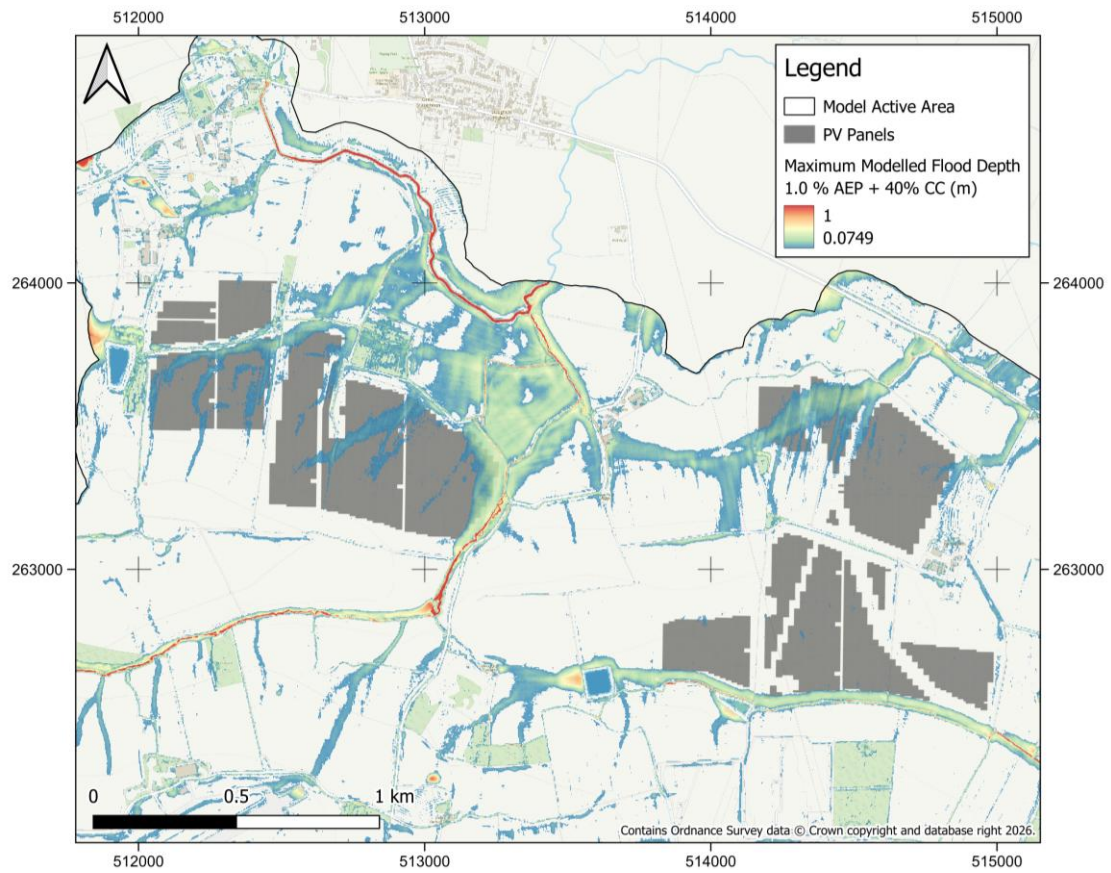 512000 513000 514000 515000
Legend
Model Active Area
PV Panels
Maximum Modelled Flood Depth
1.0 % AEP + 40% CC (m)
1
0.0749
264000 264000
263000 263000
0 0.5 1 km
Contains Ordnance Survey data © Crown copyright and database right 2026.
512000 513000 514000 515000